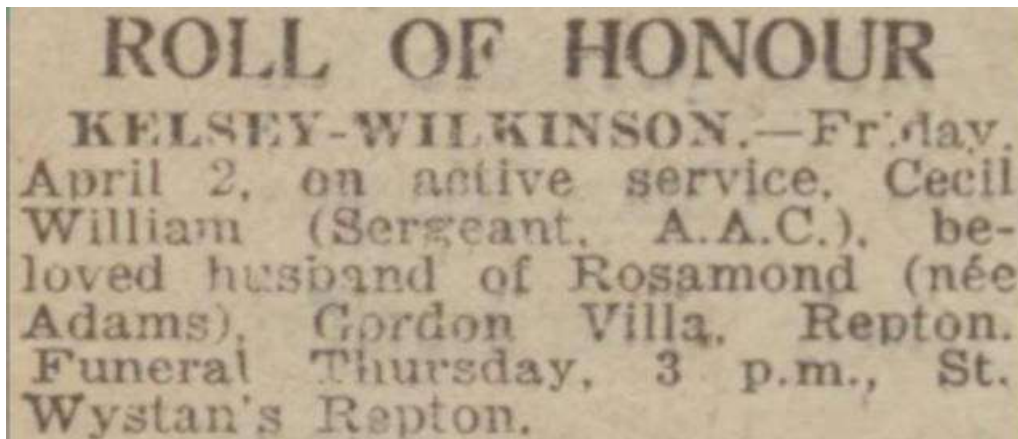 ROLL OF HONOUR
KELSEY-WILKINSON.—Friday,
April 2, on active service, Cecil
William (Sergeant, A.A.C.), be-
loved husband of Rosamond (née
Adams), Gordon Villa, Repton.
Funeral Thursday, 3 p.m., St.
Wystan's Repton.